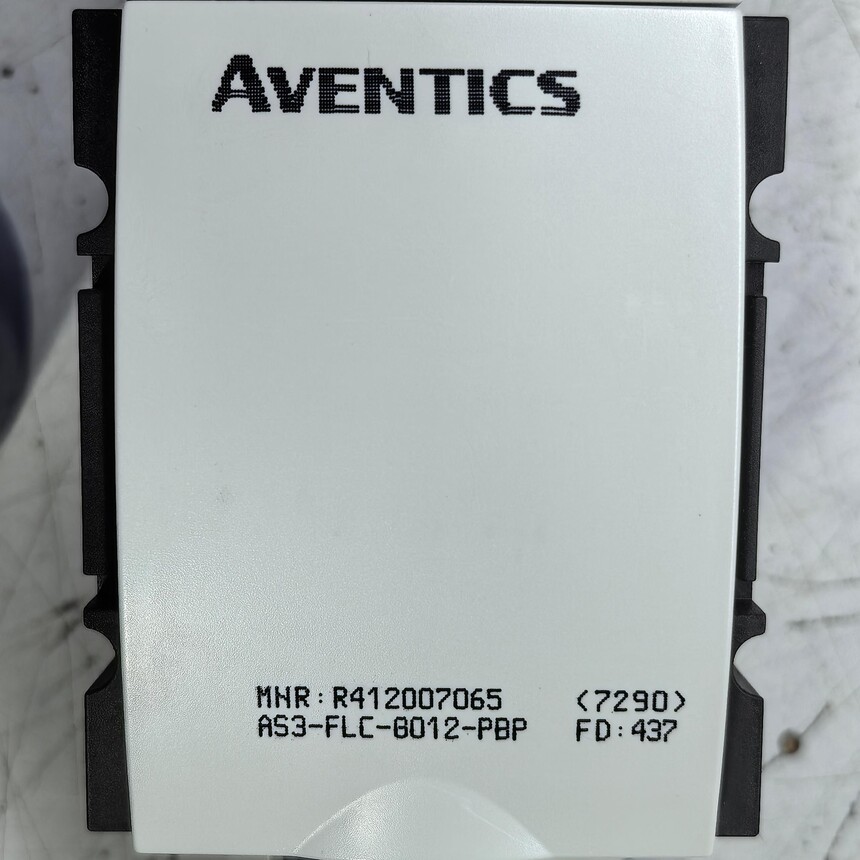 AVENTICS
MNR:R412007065 <7290>
AS3-FLC-G012-PBP FD:437